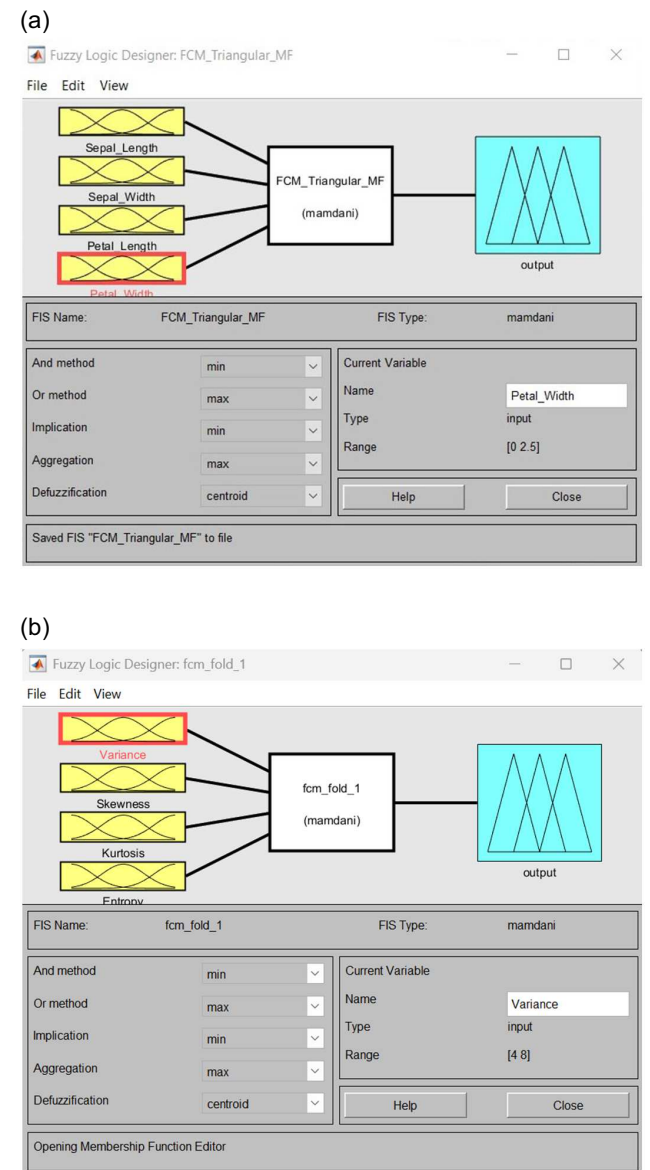 (a)
Fuzzy Logic Designer: FCM_Triangular_MF
File Edit View
Sepal_Length
Sepal_Width
Petal_Length
Petal_Width
FCM_Triangular_MF
(mamdani)
output
FIS Name: FCM_Triangular_MF FIS Type: mamdani
And method min
Or method max
Implication min
Aggregation max
Defuzzification centroid
Current Variable
Name Petal_Width
Type input
Range [0 2.5]
Help Close
Saved FIS "FCM_Triangular_MF" to file
(b)
Fuzzy Logic Designer: fcm_fold_1
File Edit View
Variance
Skewness
Kurtosis
Entropy
fcm_fold_1
(mamdani)
output
FIS Name: fcm_fold_1 FIS Type: mamdani
And method min
Or method max
Implication min
Aggregation max
Defuzzification centroid
Current Variable
Name Variance
Type input
Range [4 8]
Help Close
Opening Membership Function Editor